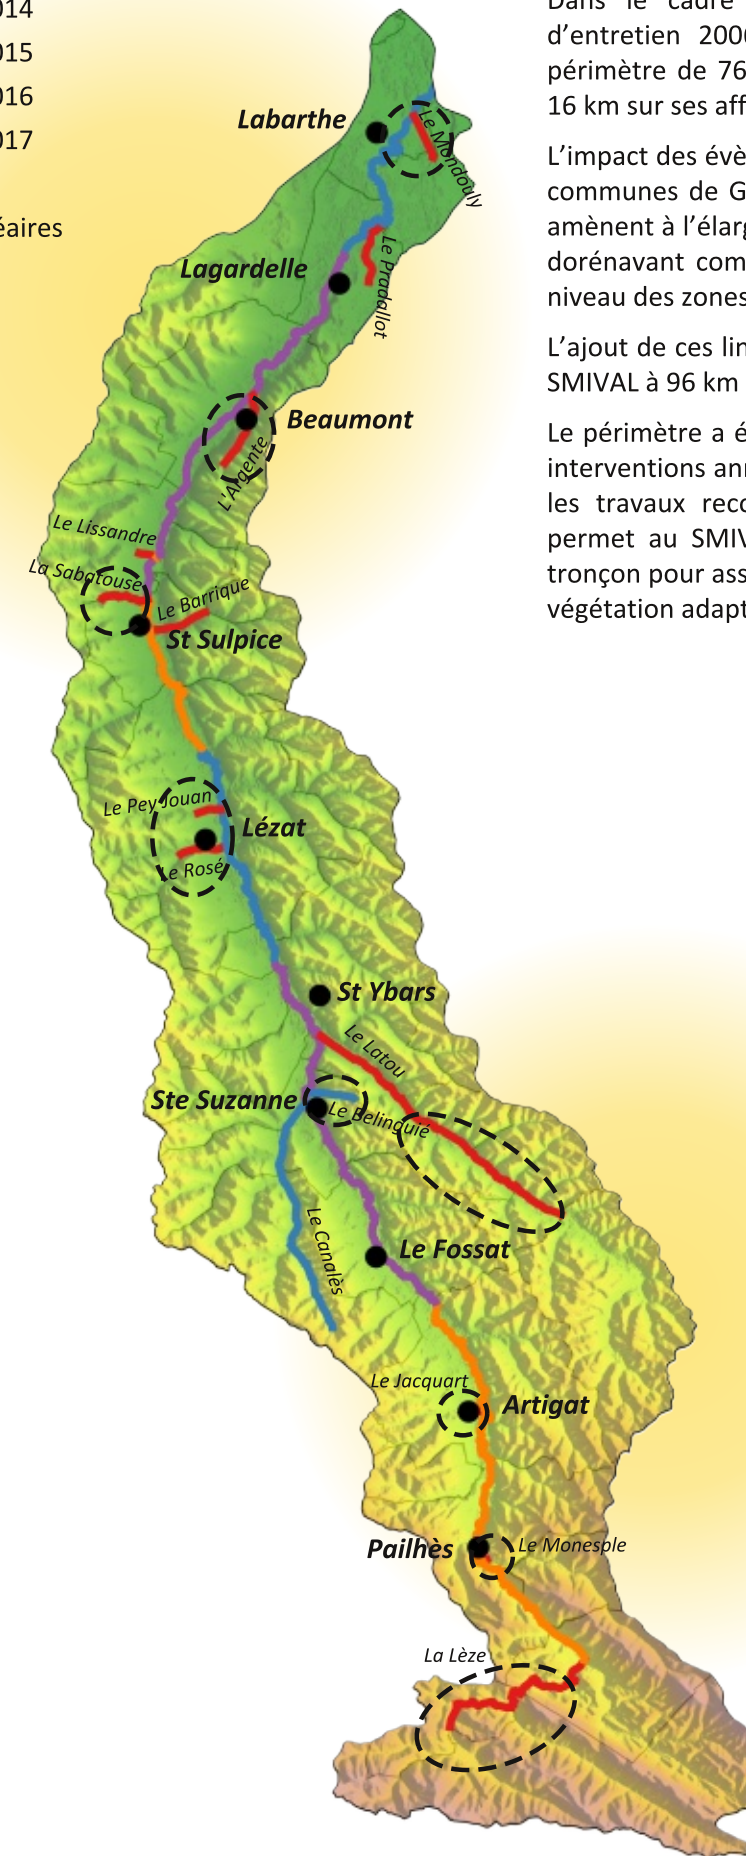 014
015
016
017
éaires
Dans le cadre
d’entretien 2006
périmètre de 76
16 km sur ses aff
L’impact des évè
communes de G
amènent à l’élarg
dorénavant com
niveau des zones
L’ajout de ces lin
SMIVAL à 96 km
Le périmètre a é
interventions ann
les travaux reco
permet au SMIV
tronçon pour ass
végétation adapt
Labarthe
Le Mondouly
Lagardelle
Le Pradallot
Beaumont
L'Argente
Le Lissandre
La Sabatouse
Le Barrique
St Sulpice
Le Pey Jouan
Lézat
Le Rosé
St Ybars
Le Latou
Ste Suzanne
Le Belinguié
Le Canalès
Le Fossat
Le Jacquart
Artigat
Pailhès
Le Monesple
La Lèze